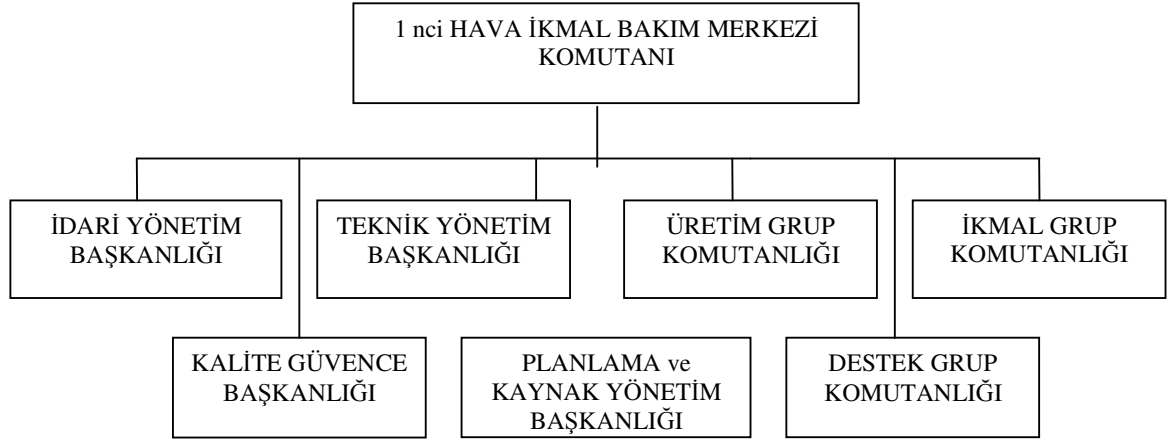 1 nci HAVA İKMAL BAKIM MERKEZİ
KOMUTANI
İDARİ YÖNETİM
BAŞKANLIĞI
TEKNİK YÖNETİM
BAŞKANLIĞI
ÜRETİM GRUP
KOMUTANLIĞI
İKMAL GRUP
KOMUTANLIĞI
KALİTE GÜVENCE
BAŞKANLIĞI
PLANLAMA ve
KAYNAK YÖNETİM
BAŞKANLIĞI
DESTEK GRUP
KOMUTANLIĞI